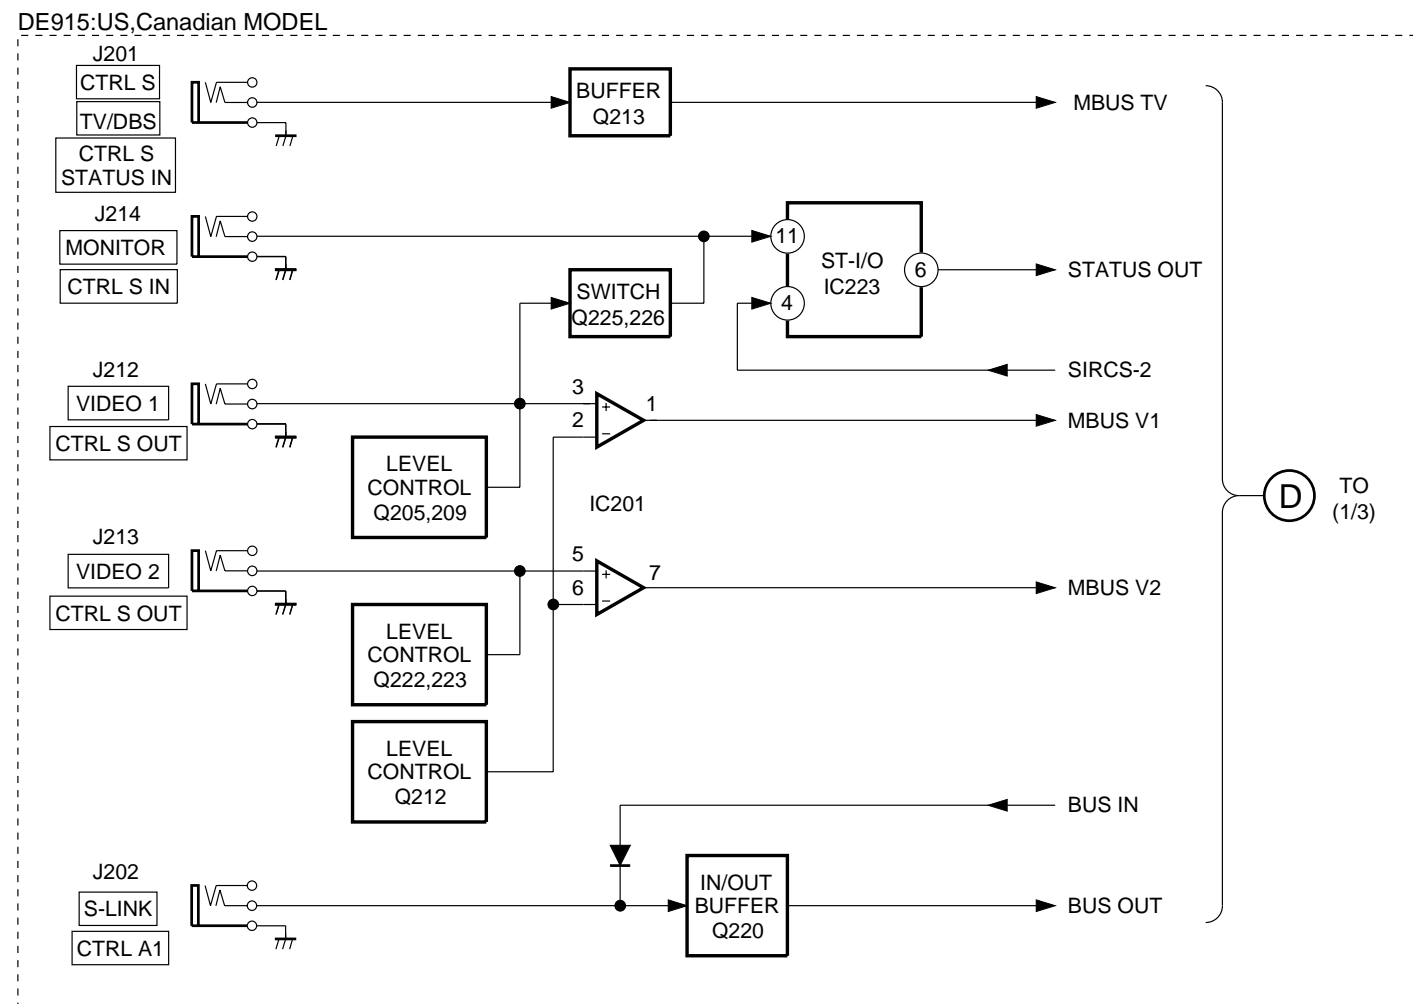 DE915:US,Canadian MODEL
J201
CTRL S
TV/DBS
CTRL S
STATUS IN
BUFFER
Q213
MBUS TV
J214
MONITOR
CTRL S IN
SWITCH
Q225,226
11
4
ST-I/O
IC223
6
STATUS OUT
SIRCS-2
J212
VIDEO 1
CTRL S OUT
LEVEL
CONTROL
Q205,209
3
2
+
−
1
MBUS V1
IC201
D
TO
(1/3)
J213
VIDEO 2
CTRL S OUT
LEVEL
CONTROL
Q222,223
5
6
+
−
7
MBUS V2
LEVEL
CONTROL
Q212
BUS IN
J202
S-LINK
CTRL A1
IN/OUT
BUFFER
Q220
BUS OUT